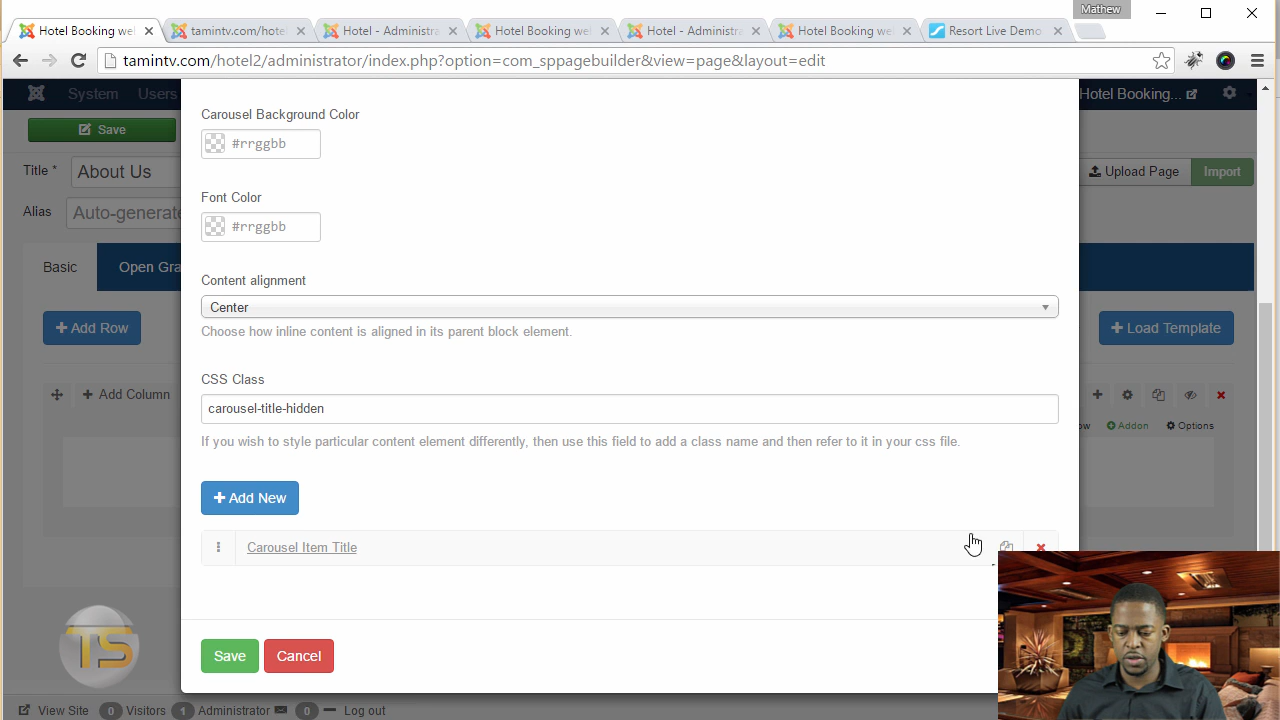 Mathew
Hotel Booking we
tamintv.com/hote
Hotel - Administra
Hotel Booking we
Hotel - Administra
Hotel Booking we
Resort Live Demo
tamintv.com/hotel2/administrator/index.php?option=com_sppagebuilder&view=page&layout=edit
System
Users
Hotel Booking...
Save
Title *
About Us
Upload Page
Import
Alias
Auto-generate
Basic
Open Gra
Add Row
Load Template
Add Column
Addon
Options
Carousel Background Color
#rrggbb
Font Color
#rrggbb
Content alignment
Center
Choose how inline content is aligned in its parent block element.
CSS Class
carousel-title-hidden
If you wish to style particular content element differently, then use this field to add a class name and then refer to it in your css file.
Add New
Carousel Item Title
Save
Cancel
TS
View Site
0 Visitors
1 Administrator
0
Log out